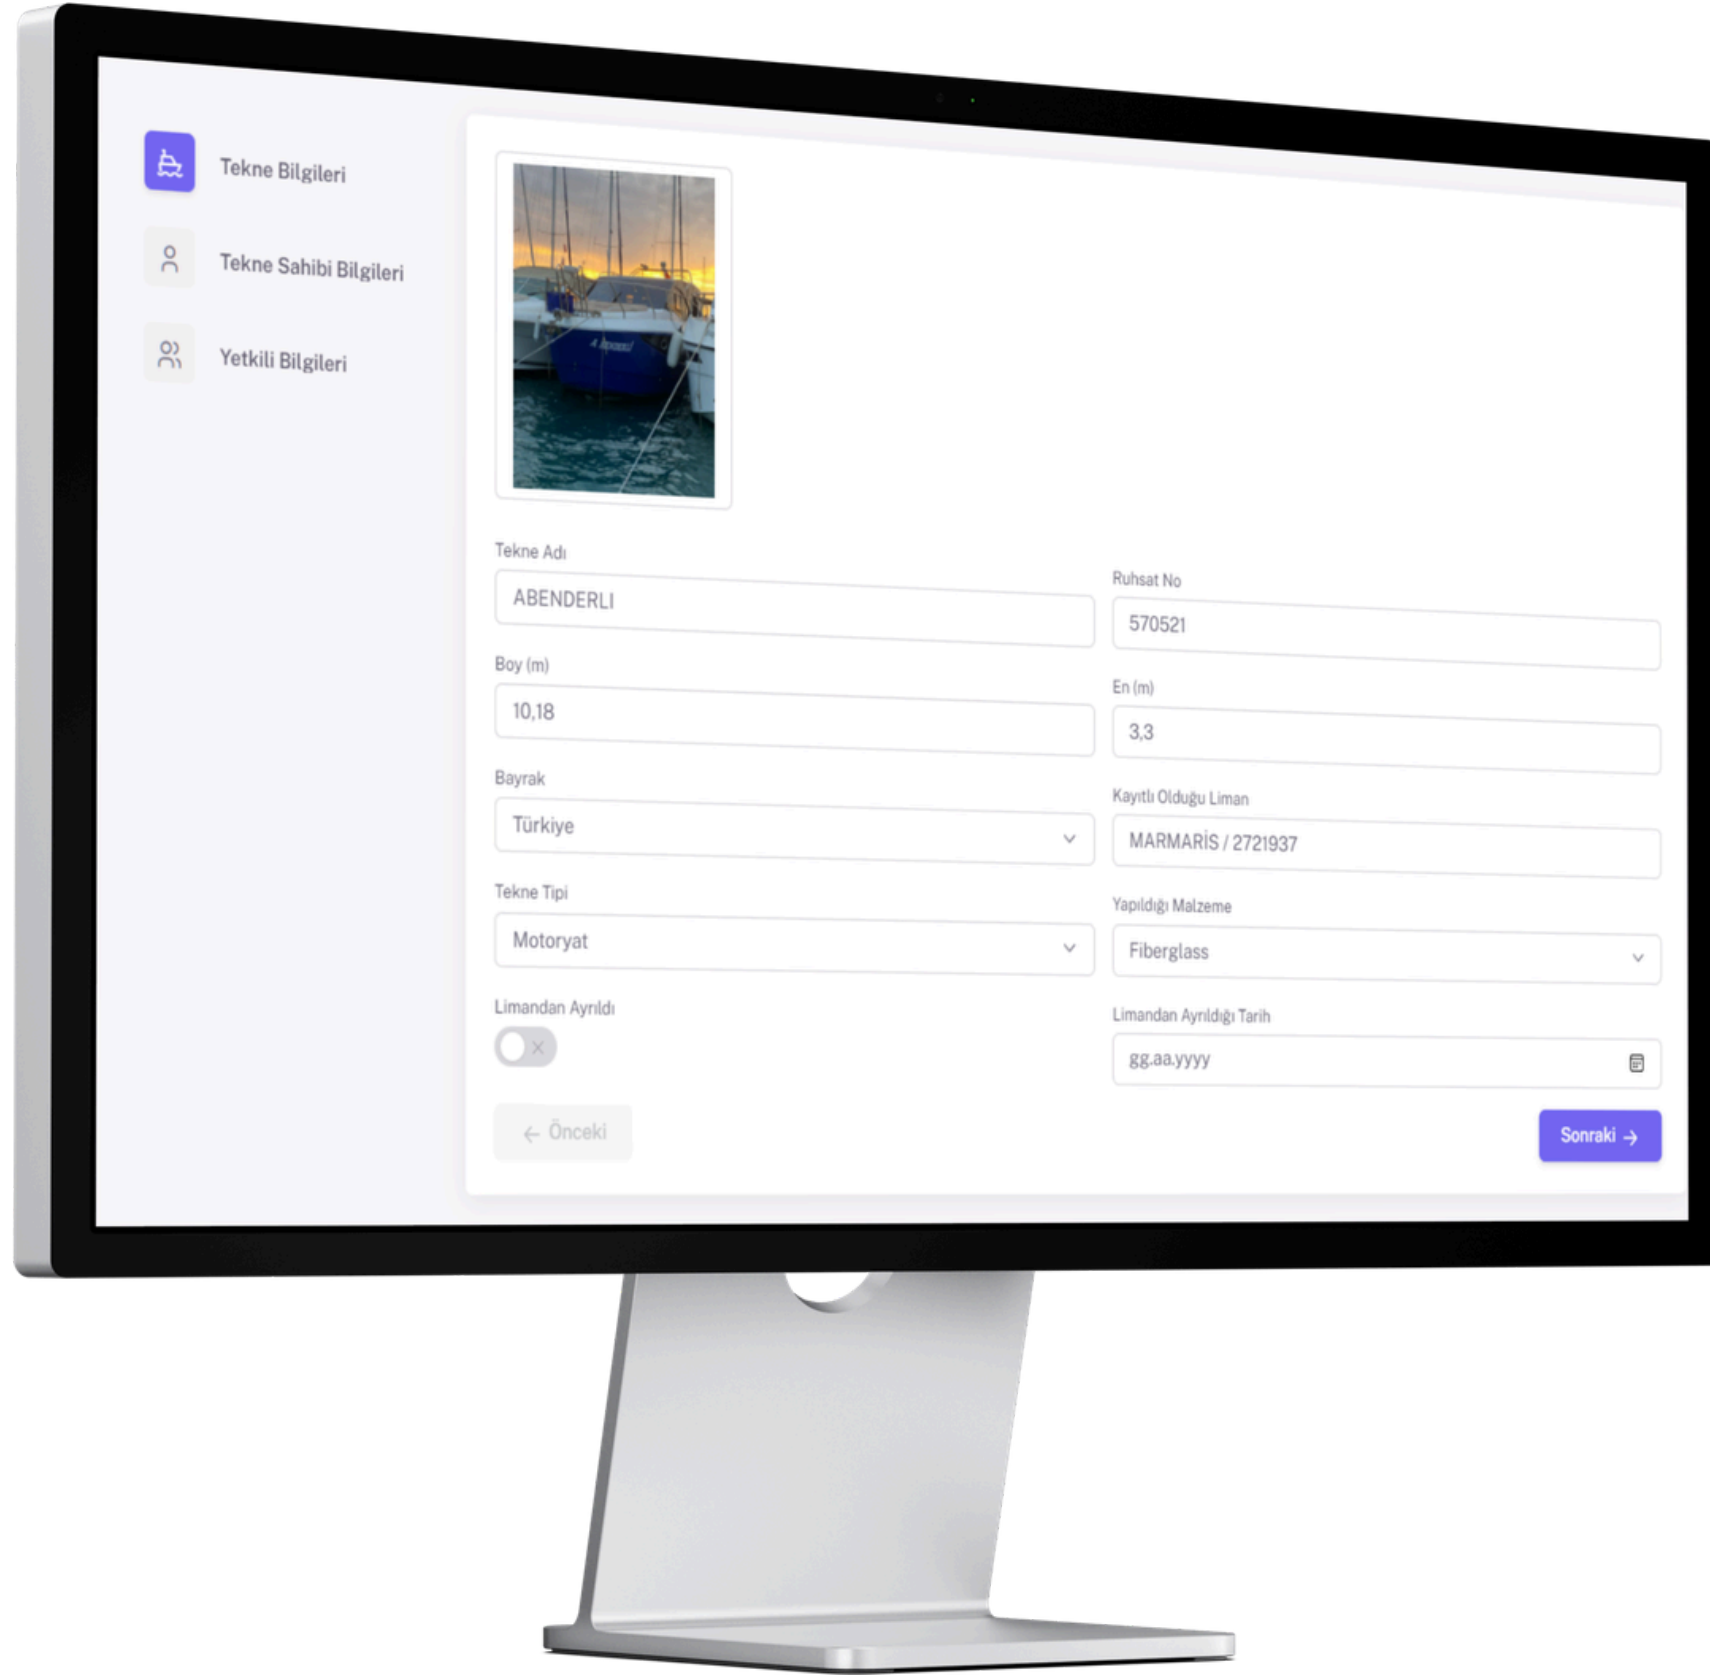 Tekne Bilgileri
Tekne Sahibi Bilgileri
Yetkili Bilgileri
Tekne Adı
ABENDERLI
Ruhsat No
570521
Boy (m)
10,18
En (m)
3,3
Bayrak
Türkiye
Kayıtlı Olduğu Liman
MARMARİS / 2721937
Tekne Tipi
Motoryat
Yapıldığı Malzeme
Fiberglass
Limandan Ayrıldı
Limandan Ayrıldığı Tarih
gg.aa.yyyy
← Önceki
Sonraki →